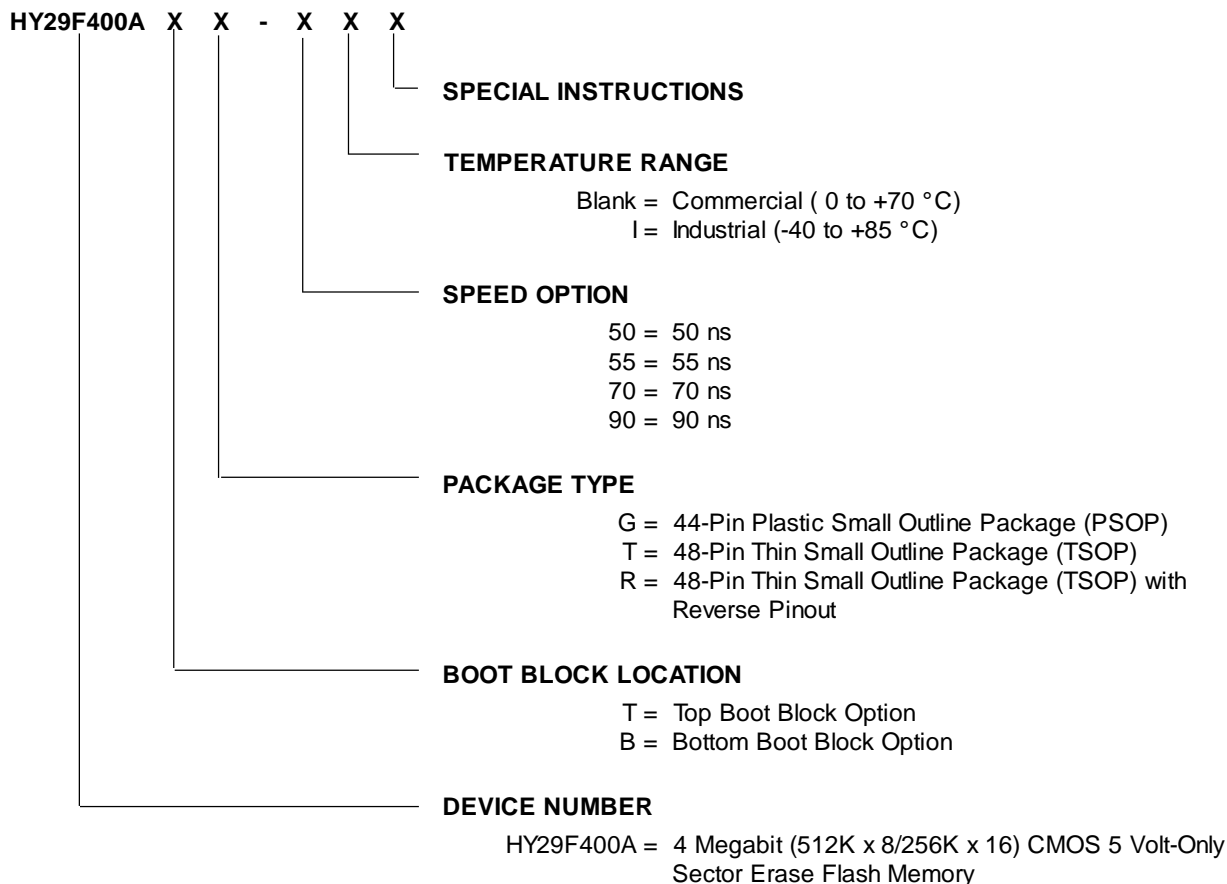 HY29F400A X X - X X X
SPECIAL INSTRUCTIONS
TEMPERATURE RANGE
Blank = Commercial ( 0 to +70 °C)
I = Industrial (-40 to +85 °C)
SPEED OPTION
50 = 50 ns
55 = 55 ns
70 = 70 ns
90 = 90 ns
PACKAGE TYPE
G = 44-Pin Plastic Small Outline Package (PSOP)
T = 48-Pin Thin Small Outline Package (TSOP)
R = 48-Pin Thin Small Outline Package (TSOP) with
Reverse Pinout
BOOT BLOCK LOCATION
T = Top Boot Block Option
B = Bottom Boot Block Option
DEVICE NUMBER
HY29F400A = 4 Megabit (512K x 8/256K x 16) CMOS 5 Volt-Only
Sector Erase Flash Memory